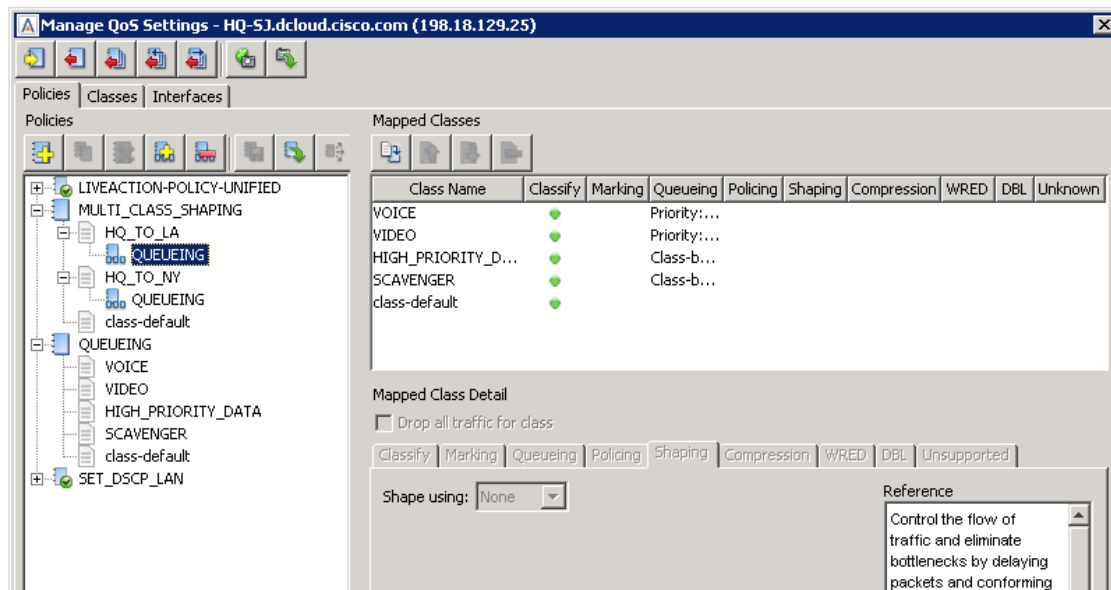 Manage QoS Settings - HQ-SJ.dcloud.cisco.com (198.18.129.25)
Policies Classes Interfaces
Policies
Mapped Classes
LIVEACTION-POLICY-UNIFIED
MULTI_CLASS_SHAPING
HQ_TO_LA
QUEUEING
HQ_TO_NY
QUEUEING
class-default
QUEUEING
VOICE
VIDEO
HIGH_PRIORITY_DATA
SCAVENGER
class-default
SET_DSCP_LAN
Class Name Classify Marking Queueing Policing Shaping Compression WRED DBL Unknown
VOICE Priority:...
VIDEO Priority:...
HIGH_PRIORITY_D... Class-b...
SCAVENGER Class-b...
class-default
Mapped Class Detail
Drop all traffic for class
Classify Marking Queueing Policing Shaping Compression WRED DBL Unsupported
Shape using: None
Reference
Control the flow of
traffic and eliminate
bottlenecks by delaying
packets and conforming